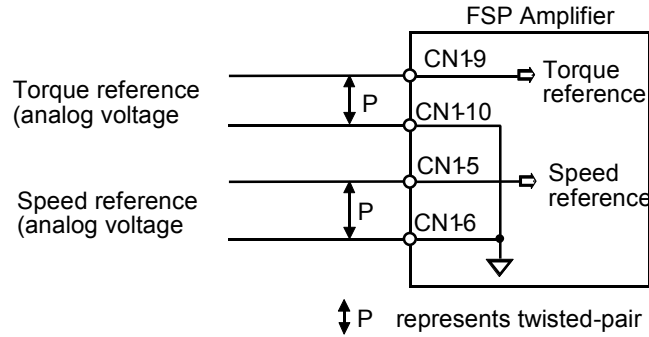 FSP Amplifier
CN1-9
Torque reference
(analog voltage
P
Torque
reference
CN1-10
CN1-5
Speed reference
(analog voltage
P
Speed
reference
CN1-6
P represents twisted-pair